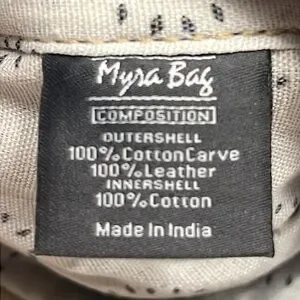 Myra Bag
COMPOSITION
OUTERSHELL
100%CottonCarve
100%Leather
INNERSHELL
100%Cotton
Made In India